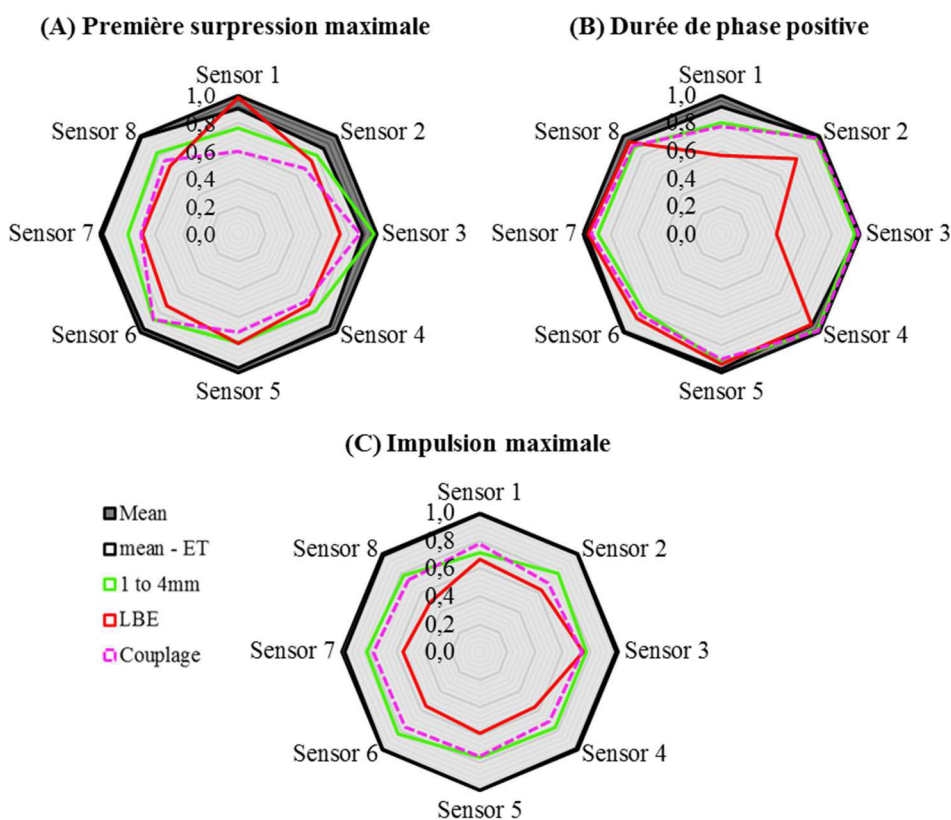 (A) Première surpression maximale
Sensor 1
1,0
0,8
0,6
0,4
0,2
0,0
Sensor 2
Sensor 3
Sensor 4
Sensor 5
Sensor 6
Sensor 7
Sensor 8
(B) Durée de phase positive
Sensor 1
1,0
0,8
0,6
0,4
0,2
0,0
Sensor 2
Sensor 3
Sensor 4
Sensor 5
Sensor 6
Sensor 7
Sensor 8
(C) Impulsion maximale
Mean
mean - ET
1 to 4mm
LBE
Couplage
Sensor 1
1,0
0,8
0,6
0,4
0,2
0,0
Sensor 2
Sensor 3
Sensor 4
Sensor 5
Sensor 6
Sensor 7
Sensor 8